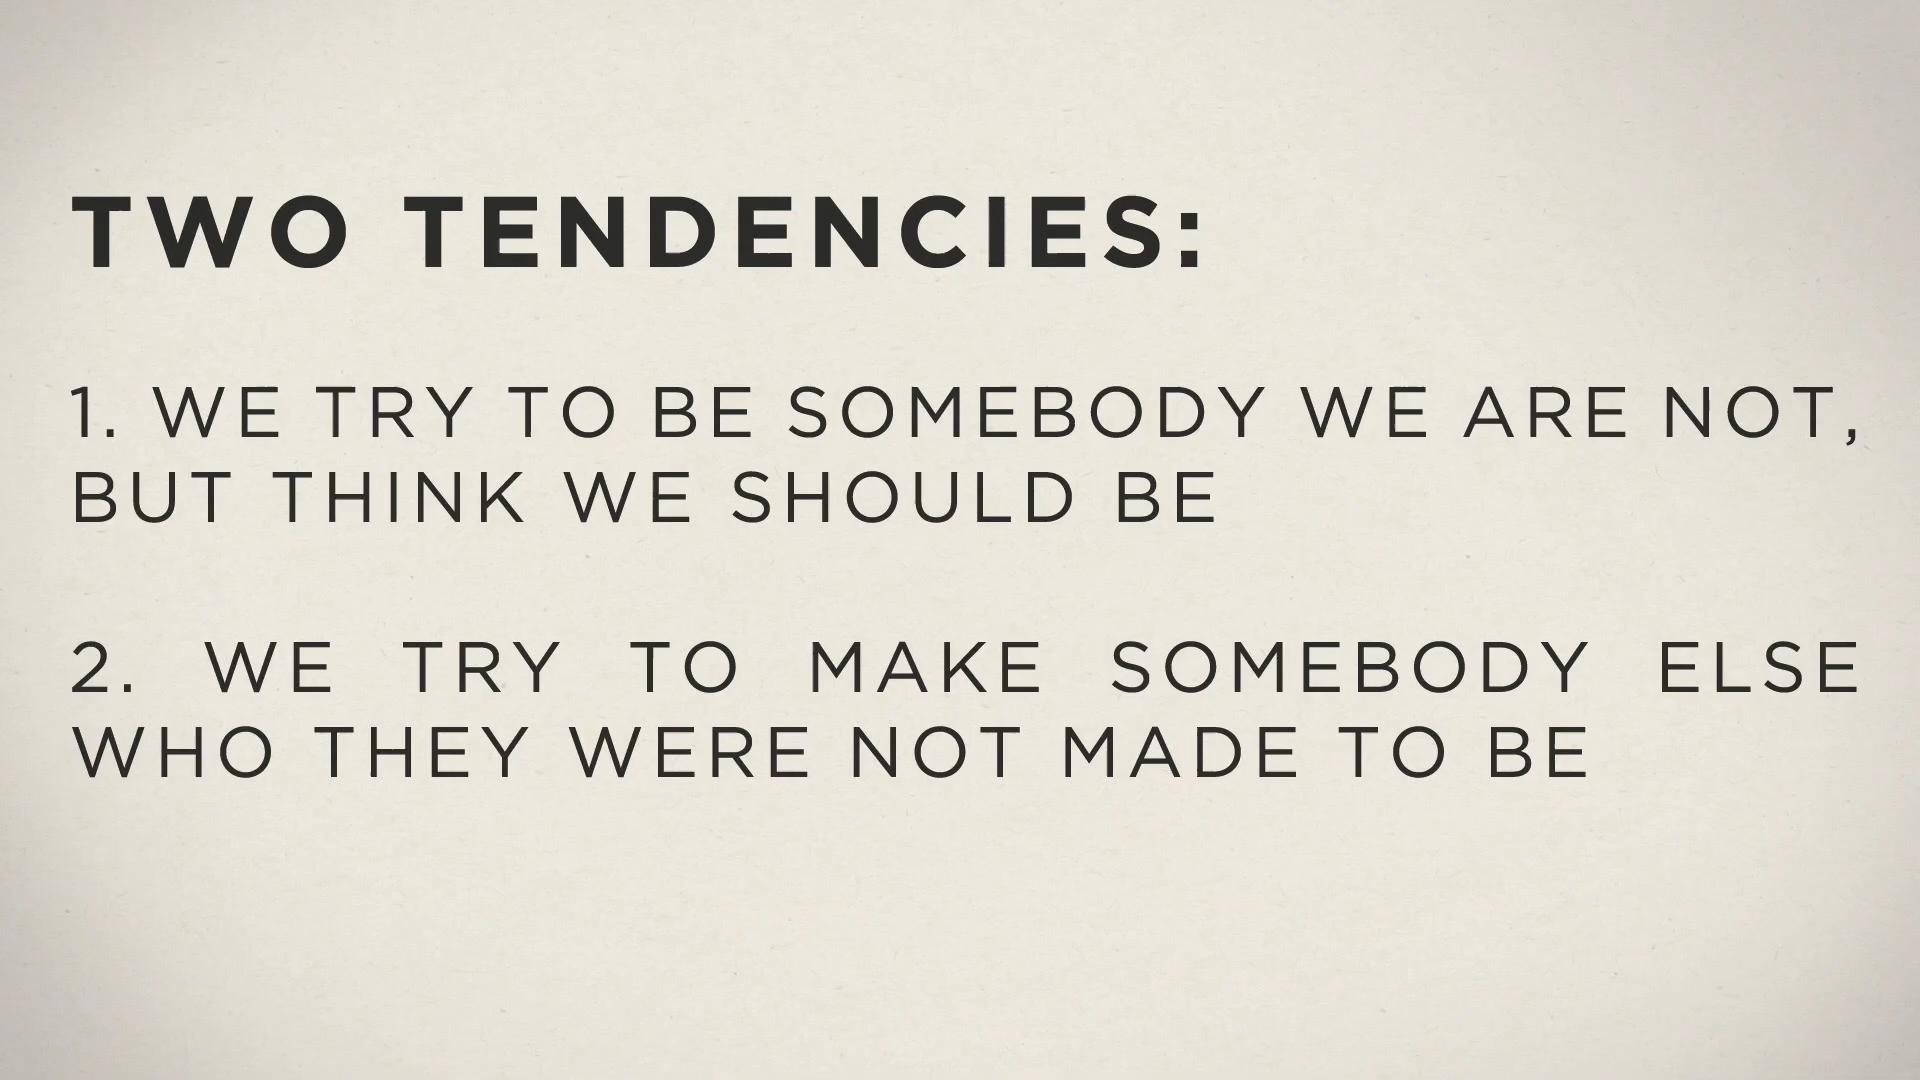 TWO TENDENCIES:
1. WE TRY TO BE SOMEBODY WE ARE NOT,
BUT THINK WE SHOULD BE
2. WE TRY TO MAKE SOMEBODY ELSE
WHO THEY WERE NOT MADE TO BE